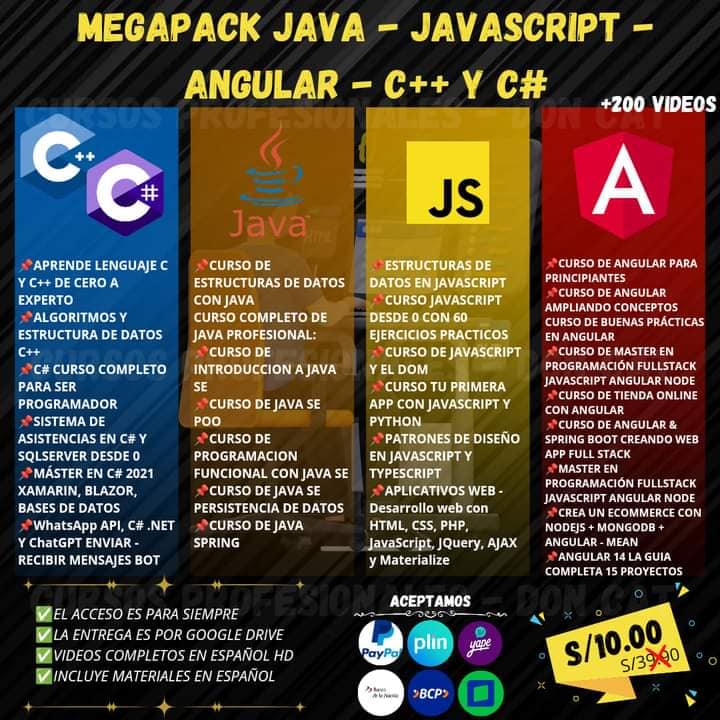 MEGAPACK JAVA - JAVASCRIPT -
ANGULAR - C++ Y C#
+200 VIDEOS
CURSOS PROFESIONALES - DON CAT
C++
C#
📌APRENDE LENGUAJE C
Y C++ DE CERO A
EXPERTO
📌ALGORITMOS Y
ESTRUCTURA DE DATOS
C++
📌C# CURSO COMPLETO
PARA SER
PROGRAMADOR
📌SISTEMA DE
ASISTENCIAS EN C# Y
SQLSERVER DESDE 0
📌MÁSTER EN C# 2021
XAMARIN, BLAZOR,
BASES DE DATOS
📌WhatsApp API, C# .NET
Y ChatGPT ENVIAR -
RECIBIR MENSAJES BOT
Java
📌CURSO DE
ESTRUCTURAS DE DATOS
CON JAVA
CURSO COMPLETO DE
JAVA PROFESIONAL:
📌CURSO DE
INTRODUCCION A JAVA
SE
📌CURSO DE JAVA SE
POO
📌CURSO DE
PROGRAMACION
FUNCIONAL CON JAVA SE
📌CURSO DE JAVA SE
PERSISTENCIA DE DATOS
📌CURSO DE JAVA
SPRING
JS
📌ESTRUCTURAS DE
DATOS EN JAVASCRIPT
📌CURSO JAVASCRIPT
DESDE 0 CON 60
EJERCICIOS PRACTICOS
📌CURSO DE JAVASCRIPT
Y EL DOM
📌CURSO TU PRIMERA
APP CON JAVASCRIPT Y
PYTHON
📌PATRONES DE DISEÑO
EN JAVASCRIPT Y
TYPESCRIPT
📌APLICATIVOS WEB -
Desarrollo web con
HTML, CSS, PHP,
JavaScript, JQuery, AJAX
y Materialize
A
📌CURSO DE ANGULAR PARA
PRINCIPIANTES
📌CURSO DE ANGULAR
AMPLIANDO CONCEPTOS
CURSO DE BUENAS PRÁCTICAS
EN ANGULAR
📌CURSO DE MASTER EN
PROGRAMACIÓN FULLSTACK
JAVASCRIPT ANGULAR NODE
📌CURSO DE TIENDA ONLINE
CON ANGULAR
📌CURSO DE ANGULAR &
SPRING BOOT CREANDO WEB
APP FULL STACK
📌MASTER EN
PROGRAMACIÓN FULLSTACK
JAVASCRIPT ANGULAR NODE
📌CREA UN ECOMMERCE CON
NODEJS + MONGODB +
ANGULAR - MEAN
📌ANGULAR 14 LA GUIA
COMPLETA 15 PROYECTOS
✅EL ACCESO ES PARA SIEMPRE
✅LA ENTREGA ES POR GOOGLE DRIVE
✅VIDEOS COMPLETOS EN ESPAÑOL HD
✅INCLUYE MATERIALES EN ESPAÑOL
ACEPTAMOS
PayPal
plin
yape
Banco de la Nación
BCP
S/10.00
S/39.90